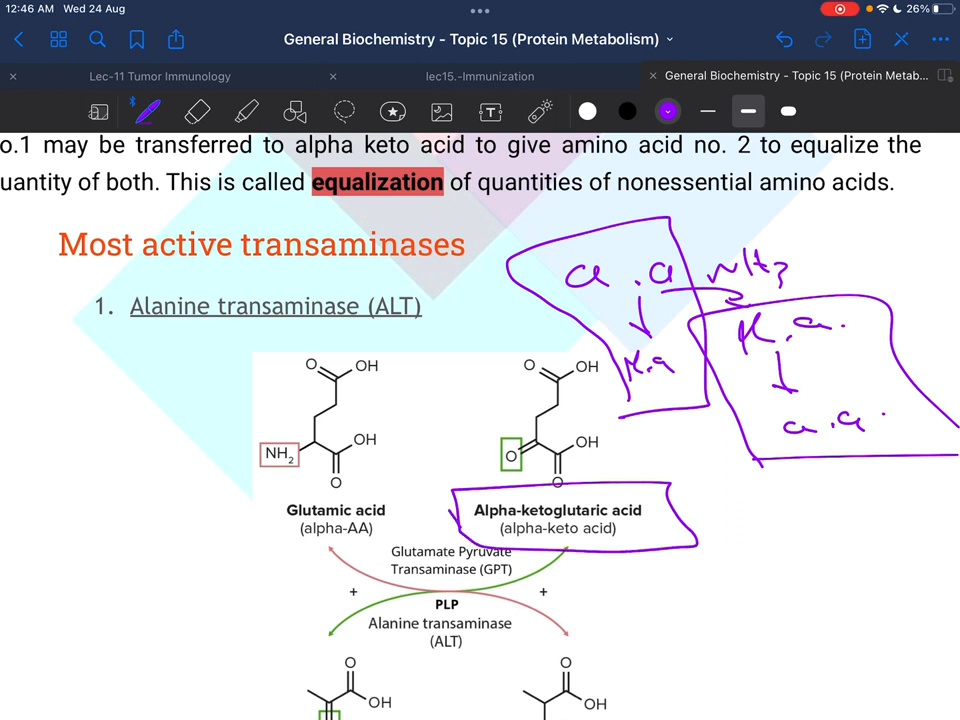 12:46 AM Wed 24 Aug
26%
General Biochemistry - Topic 15 (Protein Metabolism)
Lec-11 Tumor Immunology
lec15.-Immunization
General Biochemistry - Topic 15 (Protein Metab...
o.1 may be transferred to alpha keto acid to give amino acid no. 2 to equalize the
uantity of both. This is called equalization of quantities of nonessential amino acids.
Most active transaminases
a.a NH3
1. Alanine transaminase (ALT)
K.a.
K.a
a.a.
O OH
O OH
OH
OH
NH2
O
O
O
Glutamic acid
(alpha-AA)
Alpha-ketoglutaric acid
(alpha-keto acid)
Glutamate Pyruvate
Transaminase (GPT)
+ +
PLP
Alanine transaminase
(ALT)
O
O
OH
OH